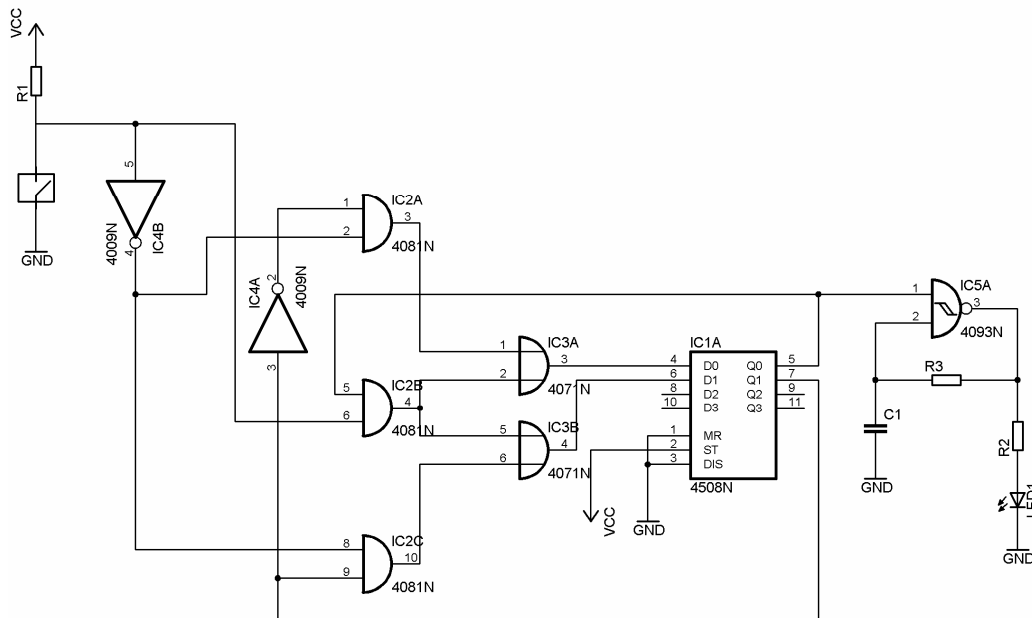 VCC
R1
GND
5
4009N
IC4B
4
IC4A
2
4009N
3
1
2
IC2A
3
4081N
5
6
IC2B
4
4081N
8
9
IC2C
10
4081N
1
2
IC3A
3
4071N
5
6
IC3B
4
4071N
IC1A
4 D0 Q0 5
6 D1 Q1 7
8 D2 Q2 9
10 D3 Q3 11
1 MR
2 ST
3 DIS
4508N
VCC
GND
1
2
IC5A
3
4093N
R3
C1
GND
R2
LED1
GND